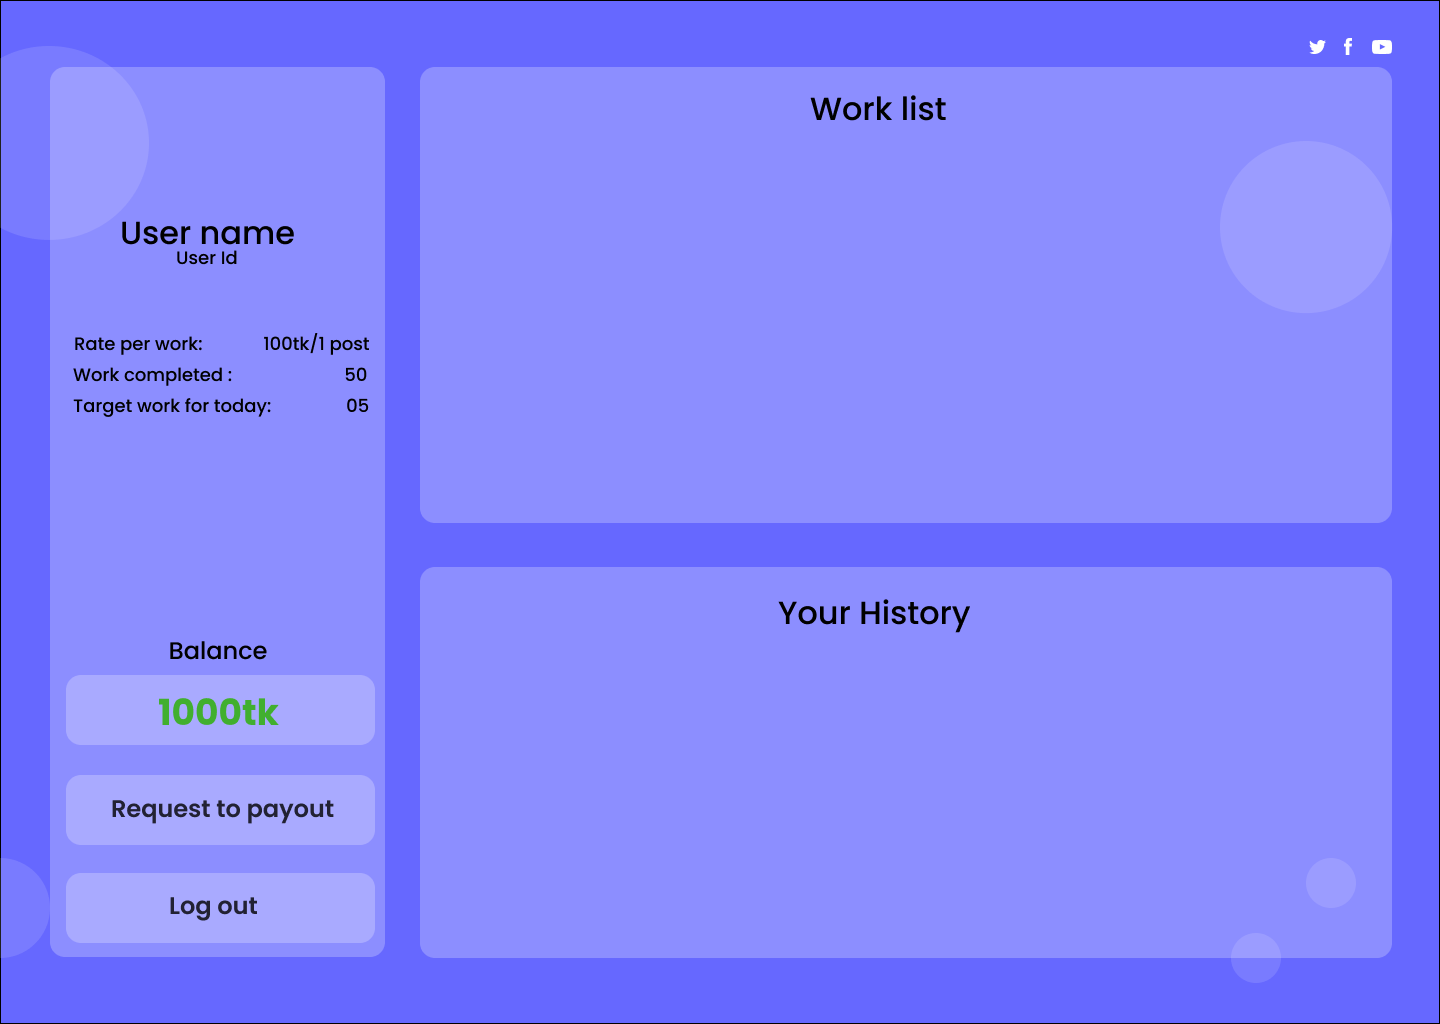 User name
User Id
Rate per work: 100tk/1 post
Work completed : 50
Target work for today: 05
Balance
1000tk
Request to payout
Log out
Work list
Your History